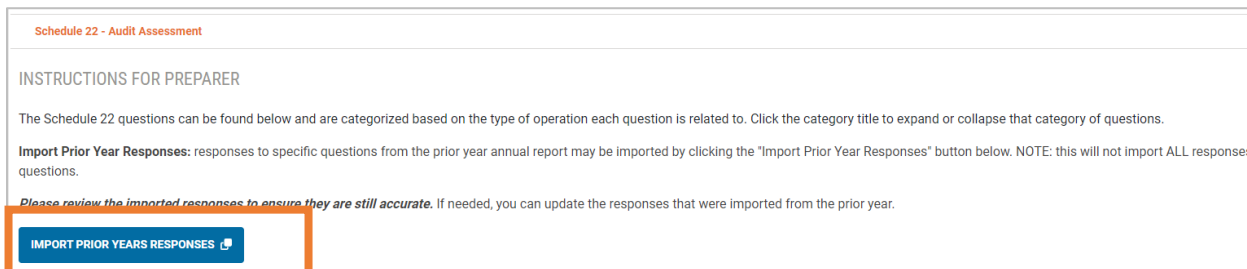 Schedule 22 - Audit Assessment
INSTRUCTIONS FOR PREPARER
The Schedule 22 questions can be found below and are categorized based on the type of operation each question is related to. Click the category title to expand or collapse that category of questions.
Import Prior Year Responses: responses to specific questions from the prior year annual report may be imported by clicking the "Import Prior Year Responses" button below. NOTE: this will not import ALL responses
questions.
Please review the imported responses to ensure they are still accurate. If needed, you can update the responses that were imported from the prior year.
IMPORT PRIOR YEARS RESPONSES